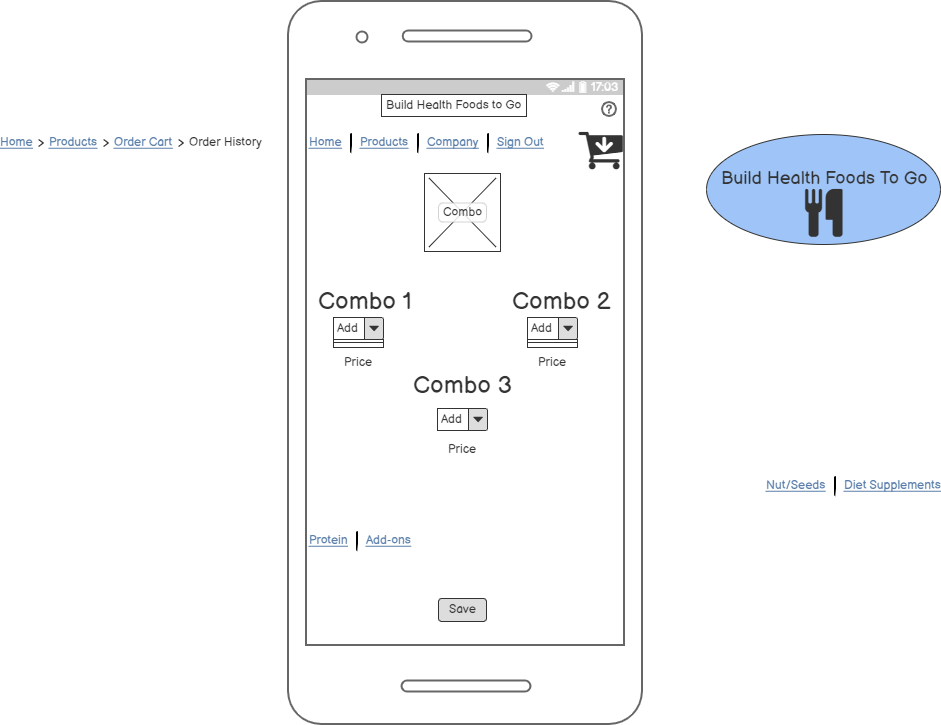 17:03
Build Health Foods to Go
Home > Products > Order Cart > Order History
Home Products Company Sign Out
Build Health Foods To Go
Combo
Combo 1 Combo 2
Add Add
Price Price
Combo 3
Add
Price
Nut/Seeds Diet Supplements
Protein Add-ons
Save